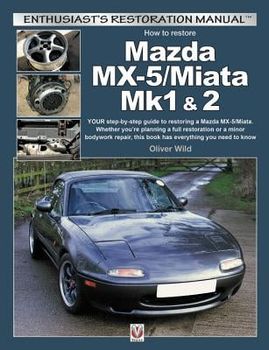 ENTHUSIAST'S RESTORATION MANUAL™
How to restore
Mazda
MX-5/Miata
Mk1 & 2
YOUR step-by-step guide to restoring a Mazda MX-5/Miata.
Whether you're planning a full restoration or a minor
bodywork repair, this book has everything you need to know
Oliver Wild